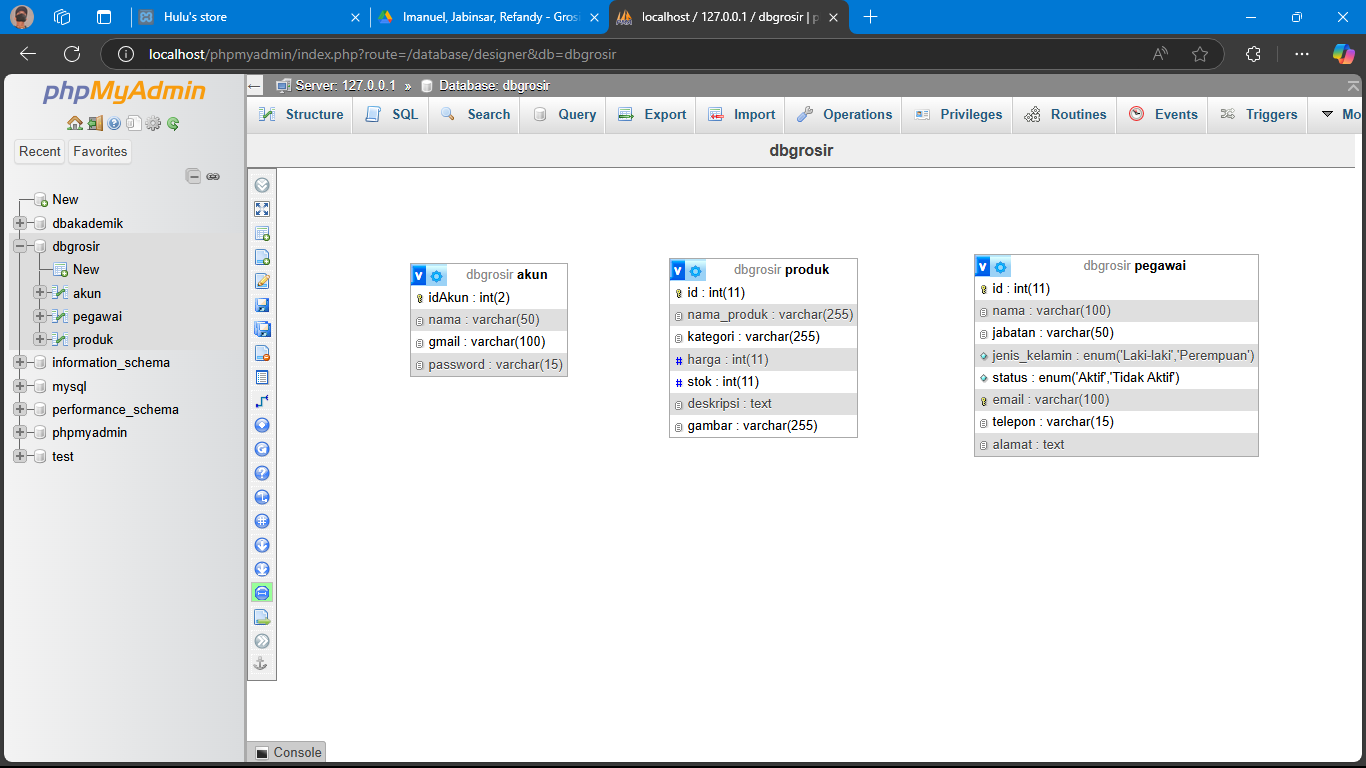 Hulu's store
Imanuel, Jabinsar, Refandy - Gros
localhost / 127.0.0.1 / dbgrosir | p
localhost/phpmyadmin/index.php?route=/database/designer&db=dbgrosir
phpMyAdmin
Recent
Favorites
New
dbakademik
dbgrosir
New
akun
pegawai
produk
information_schema
mysql
performance_schema
phpmyadmin
test
Server: 127.0.0.1 » Database: dbgrosir
Structure
SQL
Search
Query
Export
Import
Operations
Privileges
Routines
Events
Triggers
Mo
dbgrosir
v dbgrosir akun
idAkun : int(2)
nama : varchar(50)
gmail : varchar(100)
password : varchar(15)
v dbgrosir produk
id : int(11)
nama_produk : varchar(255)
kategori : varchar(255)
# harga : int(11)
# stok : int(11)
deskripsi : text
gambar : varchar(255)
v dbgrosir pegawai
id : int(11)
nama : varchar(100)
jabatan : varchar(50)
jenis_kelamin : enum('Laki-laki','Perempuan')
status : enum('Aktif','Tidak Aktif')
email : varchar(100)
telepon : varchar(15)
alamat : text
Console